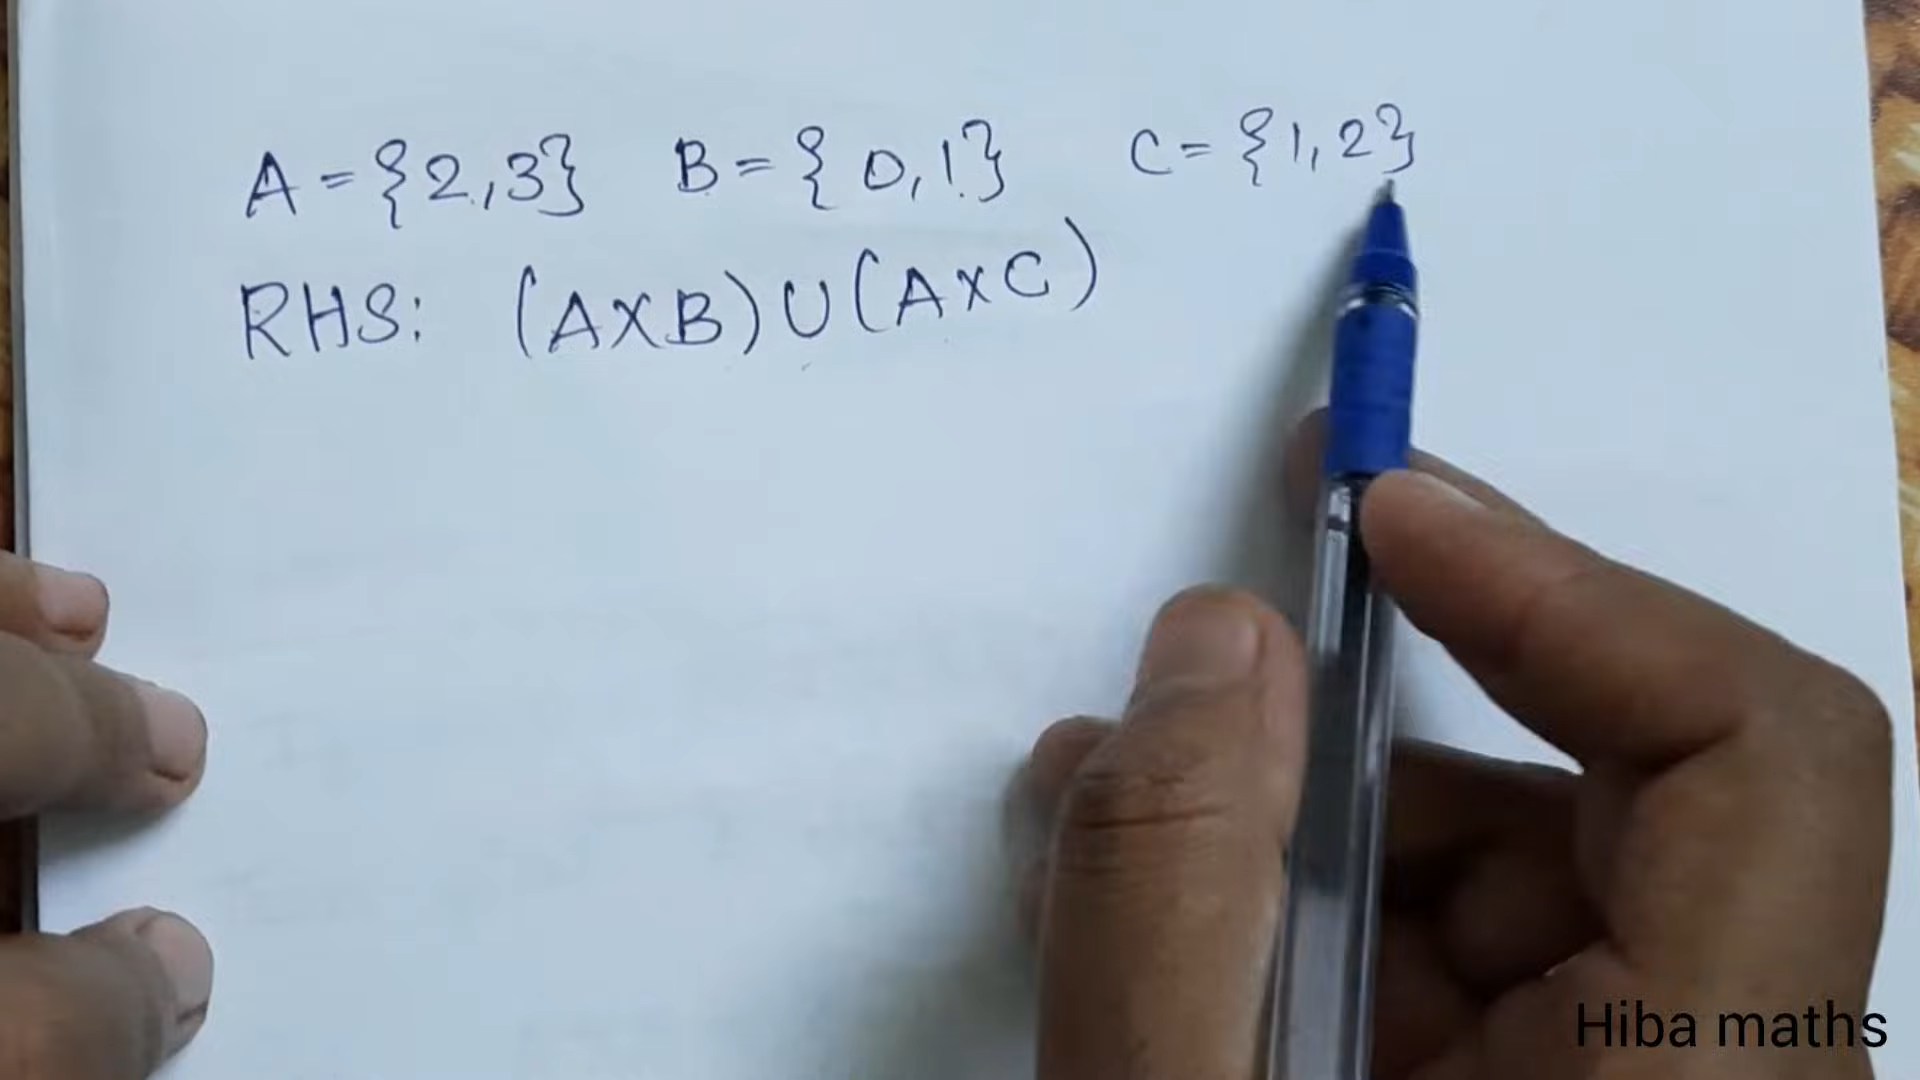 A = {2,3} B = { 0,1} C = {1,2}
RHS: (A×B)∪(A×C)
Hiba maths